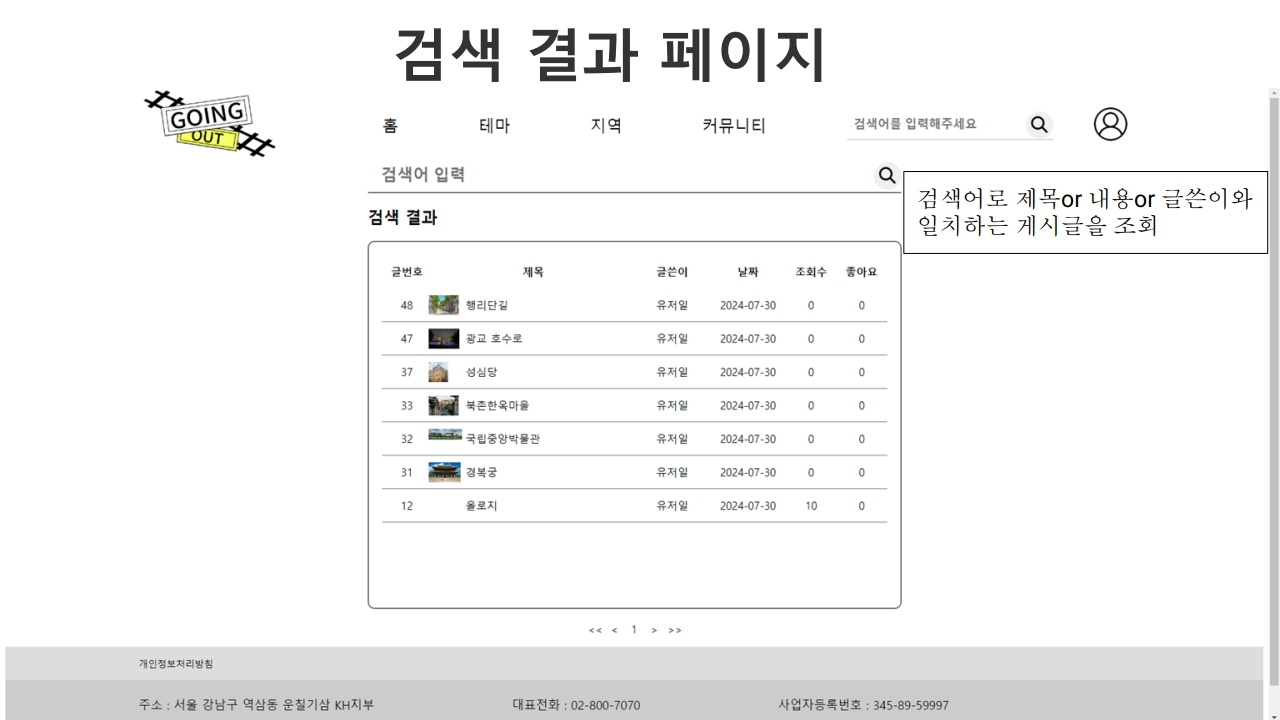 검색 결과 페이지
GOING
OUT
홈 테마 지역 커뮤니티 검색어를 입력해주세요
검색어 입력
검색어로 제목or 내용or 글쓴이와
일치하는 게시글을 조회
검색 결과
글번호 제목 글쓴이 날짜 조회수 좋아요
48 행리단길 유저일 2024-07-30 0 0
47 광교 호수로 유저일 2024-07-30 0 0
37 성심당 유저일 2024-07-30 0 0
33 북촌한옥마을 유저일 2024-07-30 0 0
32 국립중앙박물관 유저일 2024-07-30 0 0
31 경복궁 유저일 2024-07-30 0 0
12 올로지 유저일 2024-07-30 10 0
<< < 1 > >>
개인정보처리방침
주소 : 서울 강남구 역삼동 운칠기삼 KH지부 대표전화 : 02-800-7070 사업자등록번호 : 345-89-59997